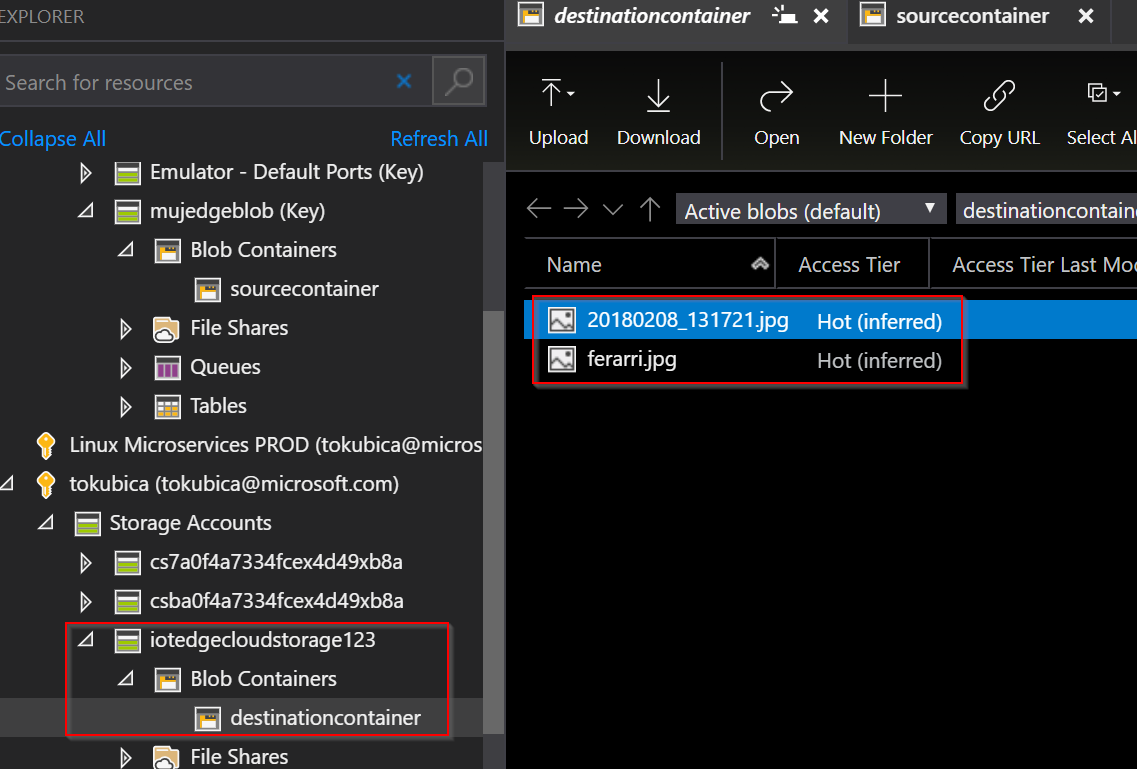 EXPLORER
Search for resources
Collapse All
Refresh All
Emulator - Default Ports (Key)
mujedgeblob (Key)
Blob Containers
sourcecontainer
File Shares
Queues
Tables
Linux Microservices PROD (tokubica@micros
tokubica (tokubica@microsoft.com)
Storage Accounts
cs7a0f4a7334fcex4d49xb8a
csba0f4a7334fcex4d49xb8a
iotedgecloudstorage123
Blob Containers
destinationcontainer
File Shares
destinationcontainer
sourcecontainer
Upload
Download
Open
New Folder
Copy URL
Select Al
Active blobs (default)
destinationcontain
Name
Access Tier
Access Tier Last Mo
20180208_131721.jpg
Hot (inferred)
ferarri.jpg
Hot (inferred)